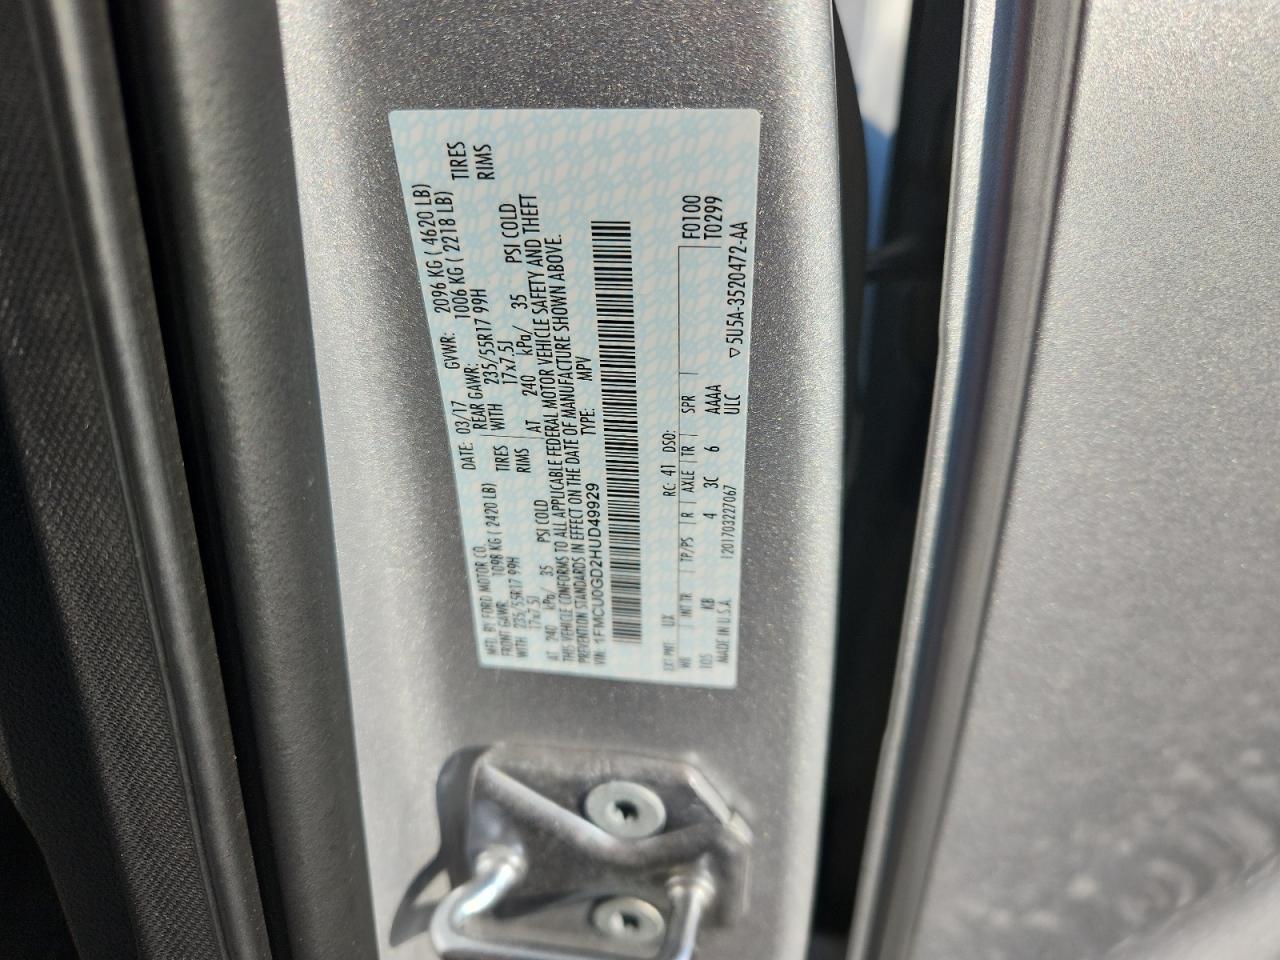 MFD. BY FORD MOTOR CO. DATE: 03/17 GVWR: 2096 KG ( 4620 LB)
FRONT GAWR: 1098 KG ( 2420 LB) REAR GAWR: 1006 KG ( 2218 LB)
WITH 235/55R17 99H TIRES WITH 235/55R17 99H TIRES
17x7.5J RIMS 17x7.5J RIMS
AT 240 kPa/ 35 PSI COLD AT 240 kPa/ 35 PSI COLD
THIS VEHICLE CONFORMS TO ALL APPLICABLE FEDERAL MOTOR VEHICLE SAFETY AND THEFT
PREVENTION STANDARDS IN EFFECT ON THE DATE OF MANUFACTURE SHOWN ABOVE.
VIN: 1FMCU0GD2HUD49929 TYPE: MPV
EXT PNT: UX RC: 41 DSO: F0100
WB INT TR TP/PS R AXLE TR SPR T0299
105 KB 4 3C 6 AAAA
MADE IN U.S.A. 1201703227067 ULC ▽5U5A-3520472-AA